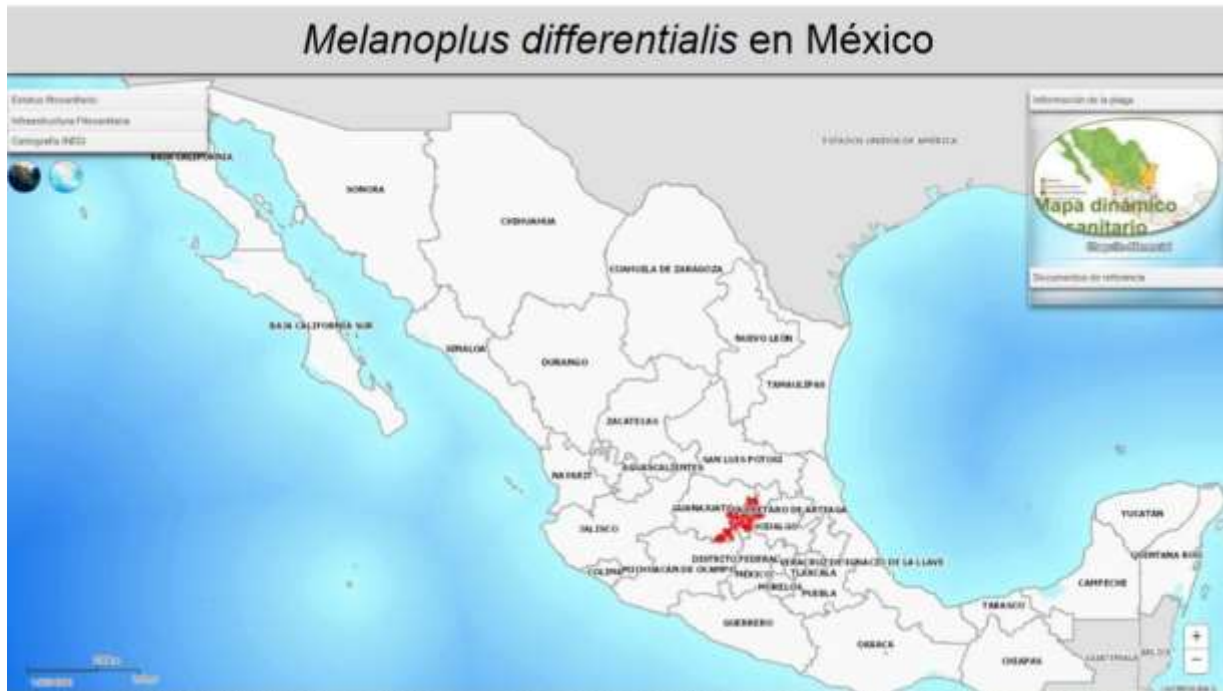 Melanoplus differentialis en México
Estatus fitosanitario
Infraestructura Fitosanitaria
Cartografía INEGI
Información de la plaga
ESTADOS UNIDOS DE AMÉRICA
Mapa dinámico
sanitario
Documentos de referencia
BAJA CALIFORNIA
SONORA
CHIHUAHUA
COAHUILA DE ZARAGOZA
BAJA CALIFORNIA SUR
SINALOA
DURANGO
NUEVO LEÓN
TAMAULIPAS
ZACATECAS
NAYARIT
AGUASCALIENTES
SAN LUIS POTOSÍ
GUANAJUATO
DE ARTEAGA
HIDALGO
JALISCO
YUCATÁN
QUINTANA ROO
COLIMA
DE OCAMPO
DISTRITO FEDERAL
MÉXICO
VERACRUZ DE IGNACIO DE LA LLAVE
TLAXCALA
MORELOS
PUEBLA
CAMPECHE
TABASCO
GUERRERO
OAXACA
CHIAPAS
GUATEMALA
BELICE
+
−